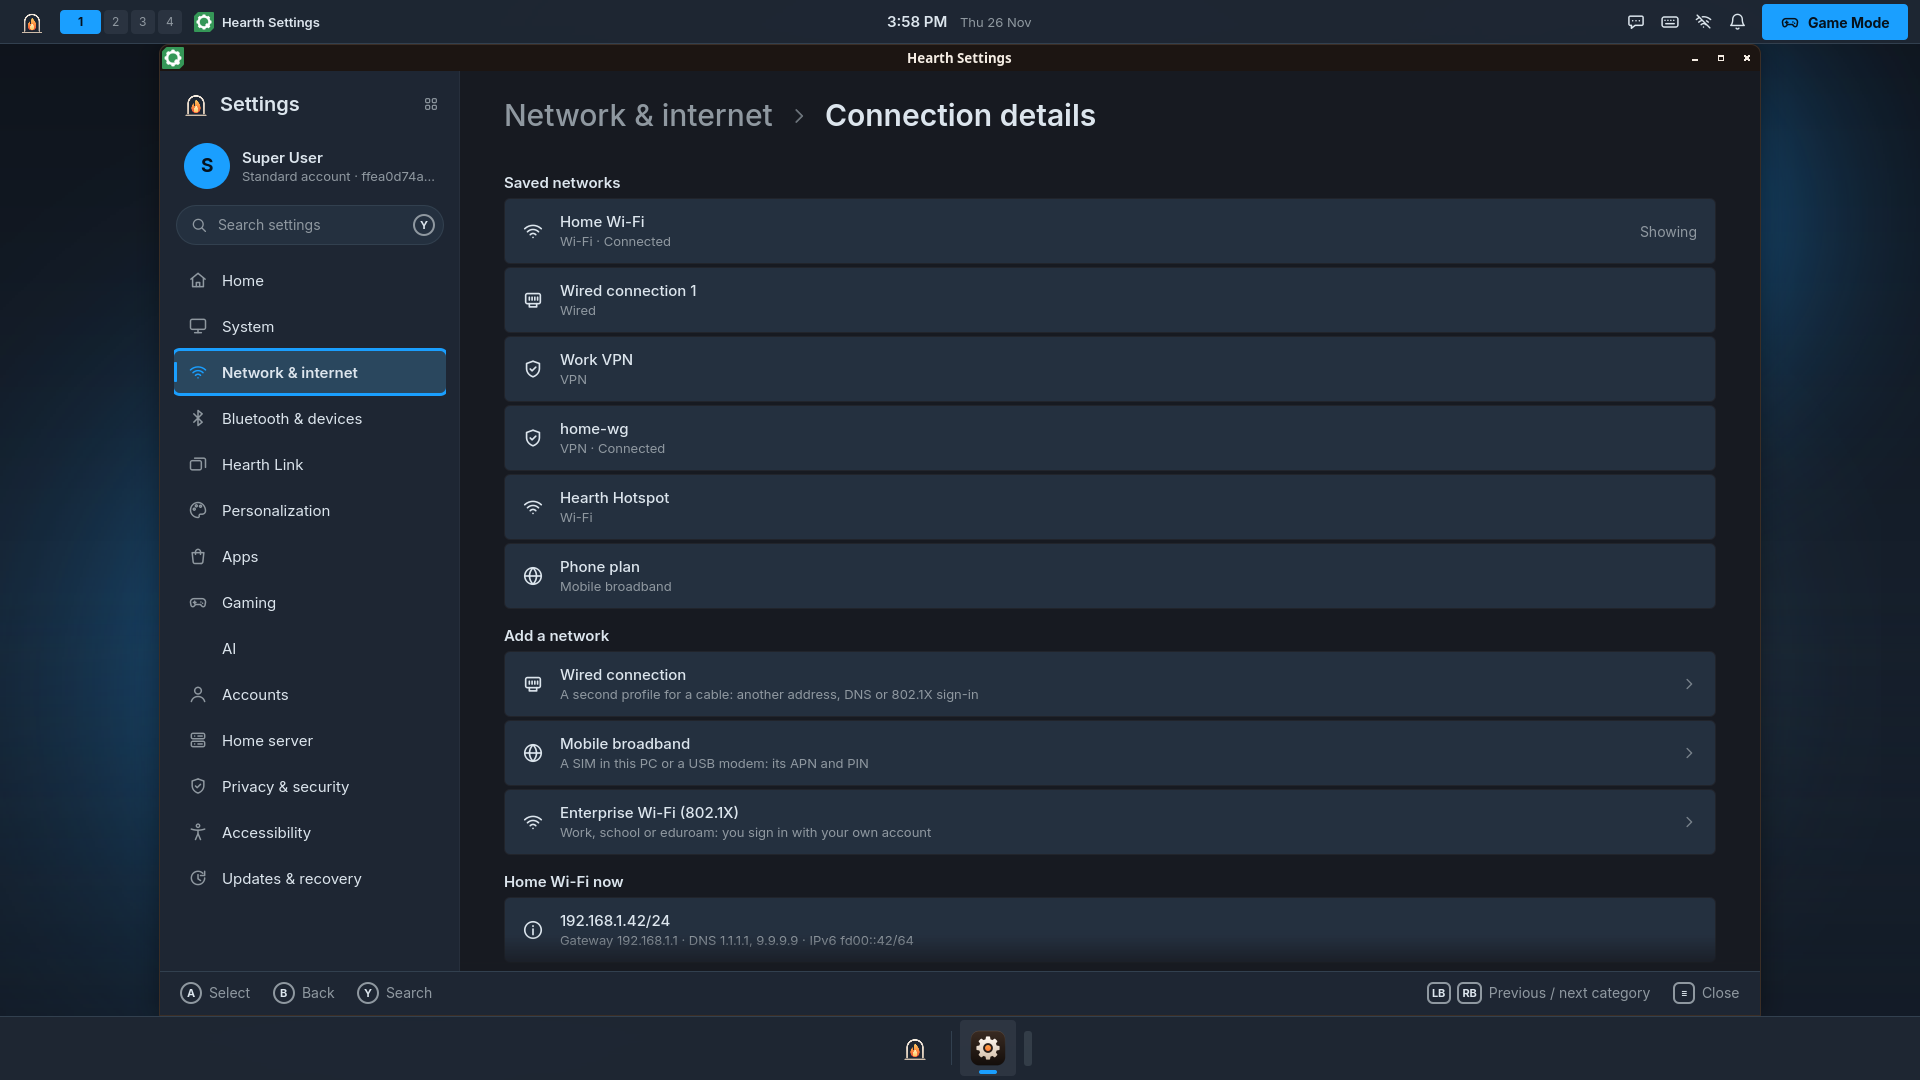 1
2
3
4
Hearth Settings
3:58 PM
Thu 26 Nov
Game Mode
Hearth Settings
Settings
S
Super User
Standard account · ffea0d74a...
Search settings
Y
Home
System
Network & internet
Bluetooth & devices
Hearth Link
Personalization
Apps
Gaming
AI
Accounts
Home server
Privacy & security
Accessibility
Updates & recovery
Network & internet
Connection details
Saved networks
Home Wi-Fi
Wi-Fi · Connected
Showing
Wired connection 1
Wired
Work VPN
VPN
home-wg
VPN · Connected
Hearth Hotspot
Wi-Fi
Phone plan
Mobile broadband
Add a network
Wired connection
A second profile for a cable: another address, DNS or 802.1X sign-in
Mobile broadband
A SIM in this PC or a USB modem: its APN and PIN
Enterprise Wi-Fi (802.1X)
Work, school or eduroam: you sign in with your own account
Home Wi-Fi now
192.168.1.42/24
Gateway 192.168.1.1 · DNS 1.1.1.1, 9.9.9.9 · IPv6 fd00::42/64
A Select
B Back
Y Search
LB RB Previous / next category
Close